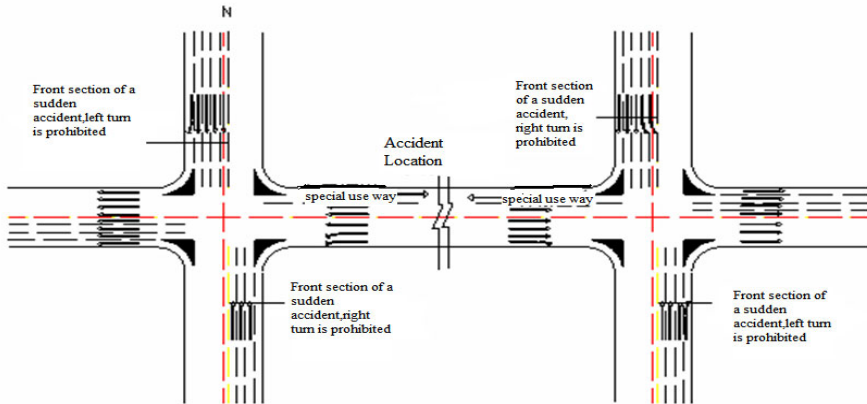 N
Front section of a
sudden
accident,left turn
is prohibited
Front section
of a sudden
accident,
right turn is
prohibited
Accident
Location
special use way
special use way
Front section of a
a sudden
accident,right
turn is prohibited
Front section of
a sudden
accident,left turn
is prohibited